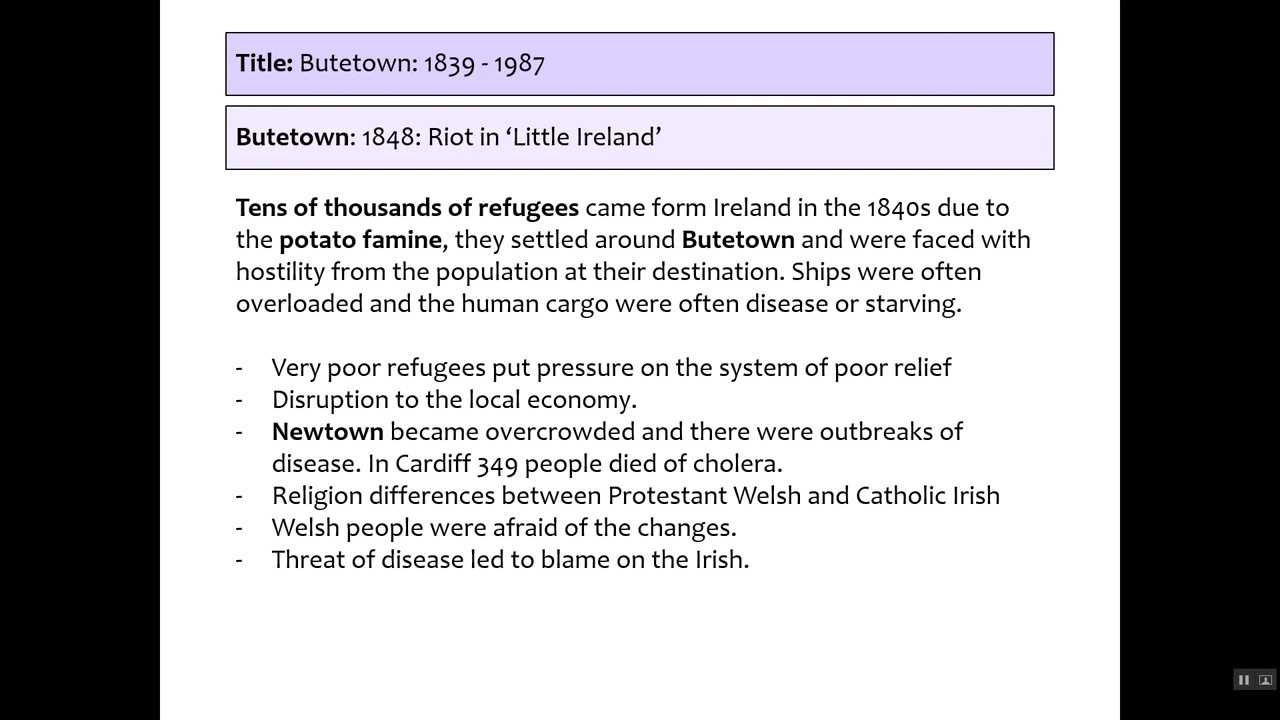 Title: Butetown: 1839 - 1987
Butetown: 1848: Riot in ‘Little Ireland’
Tens of thousands of refugees came form Ireland in the 1840s due to
the potato famine, they settled around Butetown and were faced with
hostility from the population at their destination. Ships were often
overloaded and the human cargo were often disease or starving.
- Very poor refugees put pressure on the system of poor relief
- Disruption to the local economy.
- Newtown became overcrowded and there were outbreaks of
disease. In Cardiff 349 people died of cholera.
- Religion differences between Protestant Welsh and Catholic Irish
- Welsh people were afraid of the changes.
- Threat of disease led to blame on the Irish.